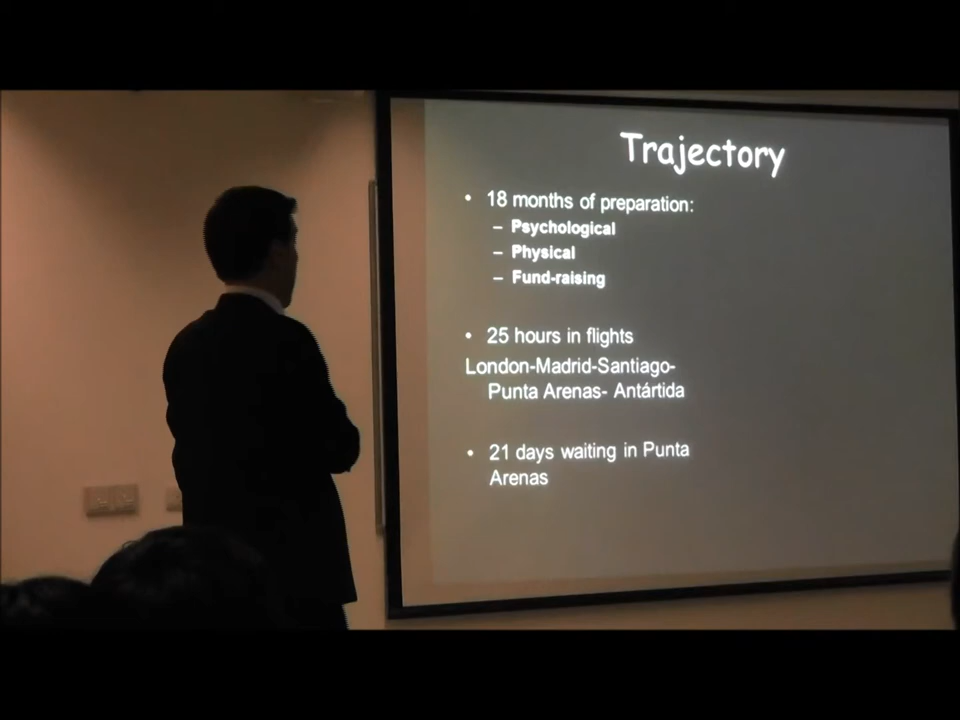 Trajectory
• 18 months of preparation:
– Psychological
– Physical
– Fund-raising
• 25 hours in flights
London-Madrid-Santiago-
Punta Arenas- Antártida
• 21 days waiting in Punta
Arenas